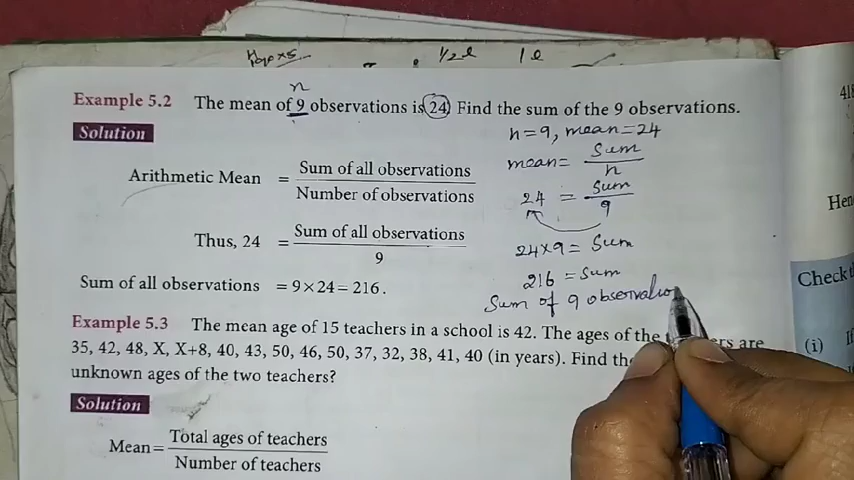 1/2 l 1 l
n
Example 5.2 The mean of 9 observations is 24. Find the sum of the 9 observations.
Solution
n=9, mean=24
mean= Sum/n
Arithmetic Mean = Sum of all observations/Number of observations
24 = Sum/9
Thus, 24 = Sum of all observations/9
24×9 = Sum
216 = Sum
Sum of all observations = 9×24=216.
Sum of 9 observatio
Example 5.3 The mean age of 15 teachers in a school is 42. The ages of the are
35, 42, 48, X, X+8, 40, 43, 50, 46, 50, 37, 32, 38, 41, 40 (in years). Find
unknown ages of the two teachers?
Solution
Mean= Total ages of teachers/Number of teachers
418
Hen
Check
(i)